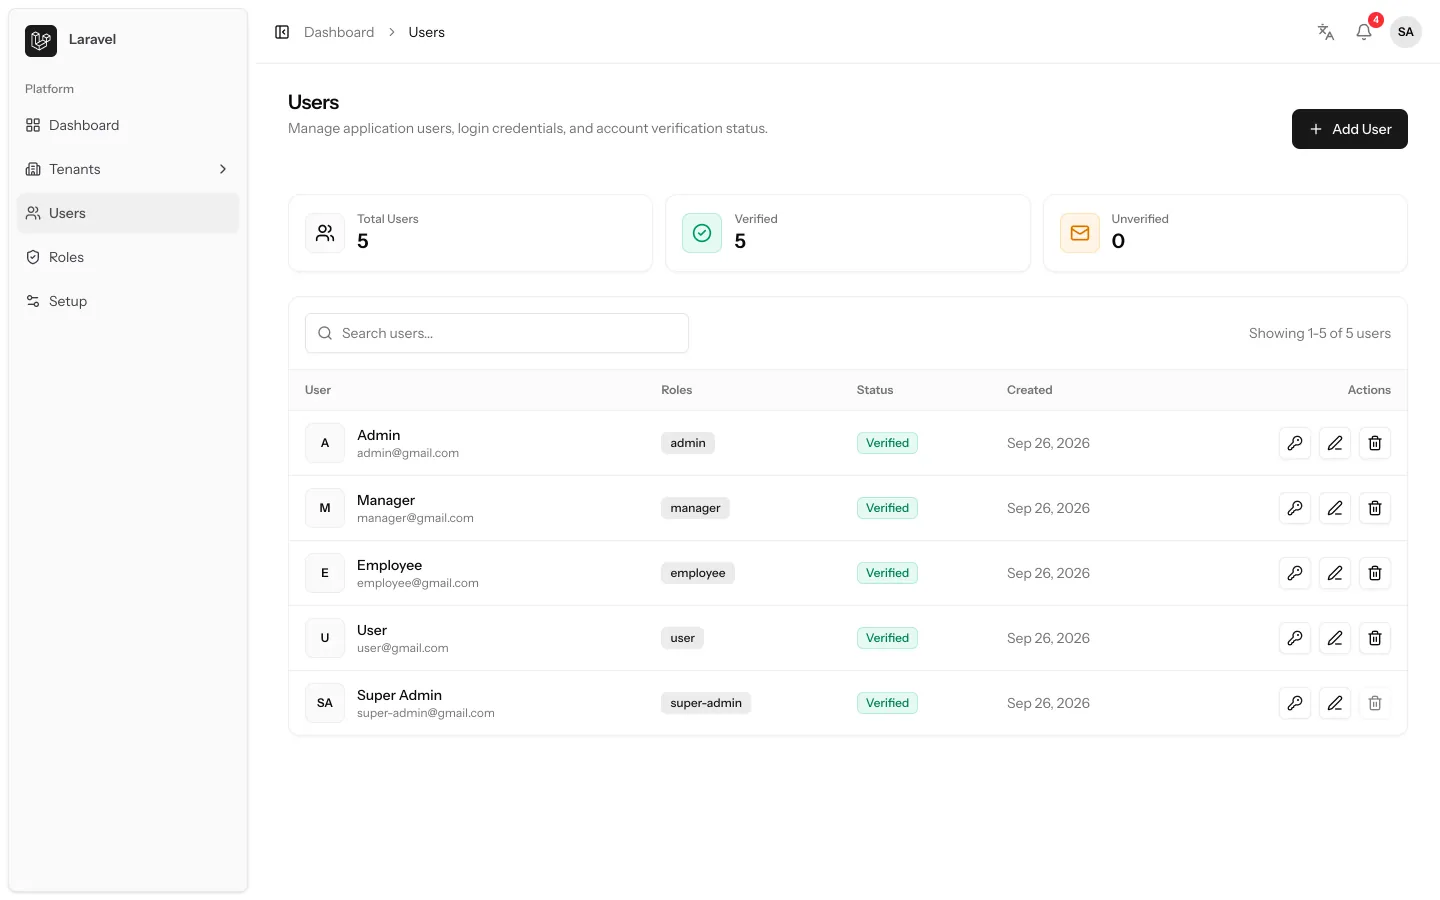 Laravel
Platform
Dashboard
Tenants
Users
Roles
Setup
Dashboard > Users
4
SA
Users
Manage application users, login credentials, and account verification status.
+ Add User
Total Users
5
Verified
5
Unverified
0
Search users...
Showing 1-5 of 5 users
User Roles Status Created Actions
A
Admin
admin@gmail.com
admin
Verified
Sep 26, 2026
M
Manager
manager@gmail.com
manager
Verified
Sep 26, 2026
E
Employee
employee@gmail.com
employee
Verified
Sep 26, 2026
U
User
user@gmail.com
user
Verified
Sep 26, 2026
SA
Super Admin
super-admin@gmail.com
super-admin
Verified
Sep 26, 2026